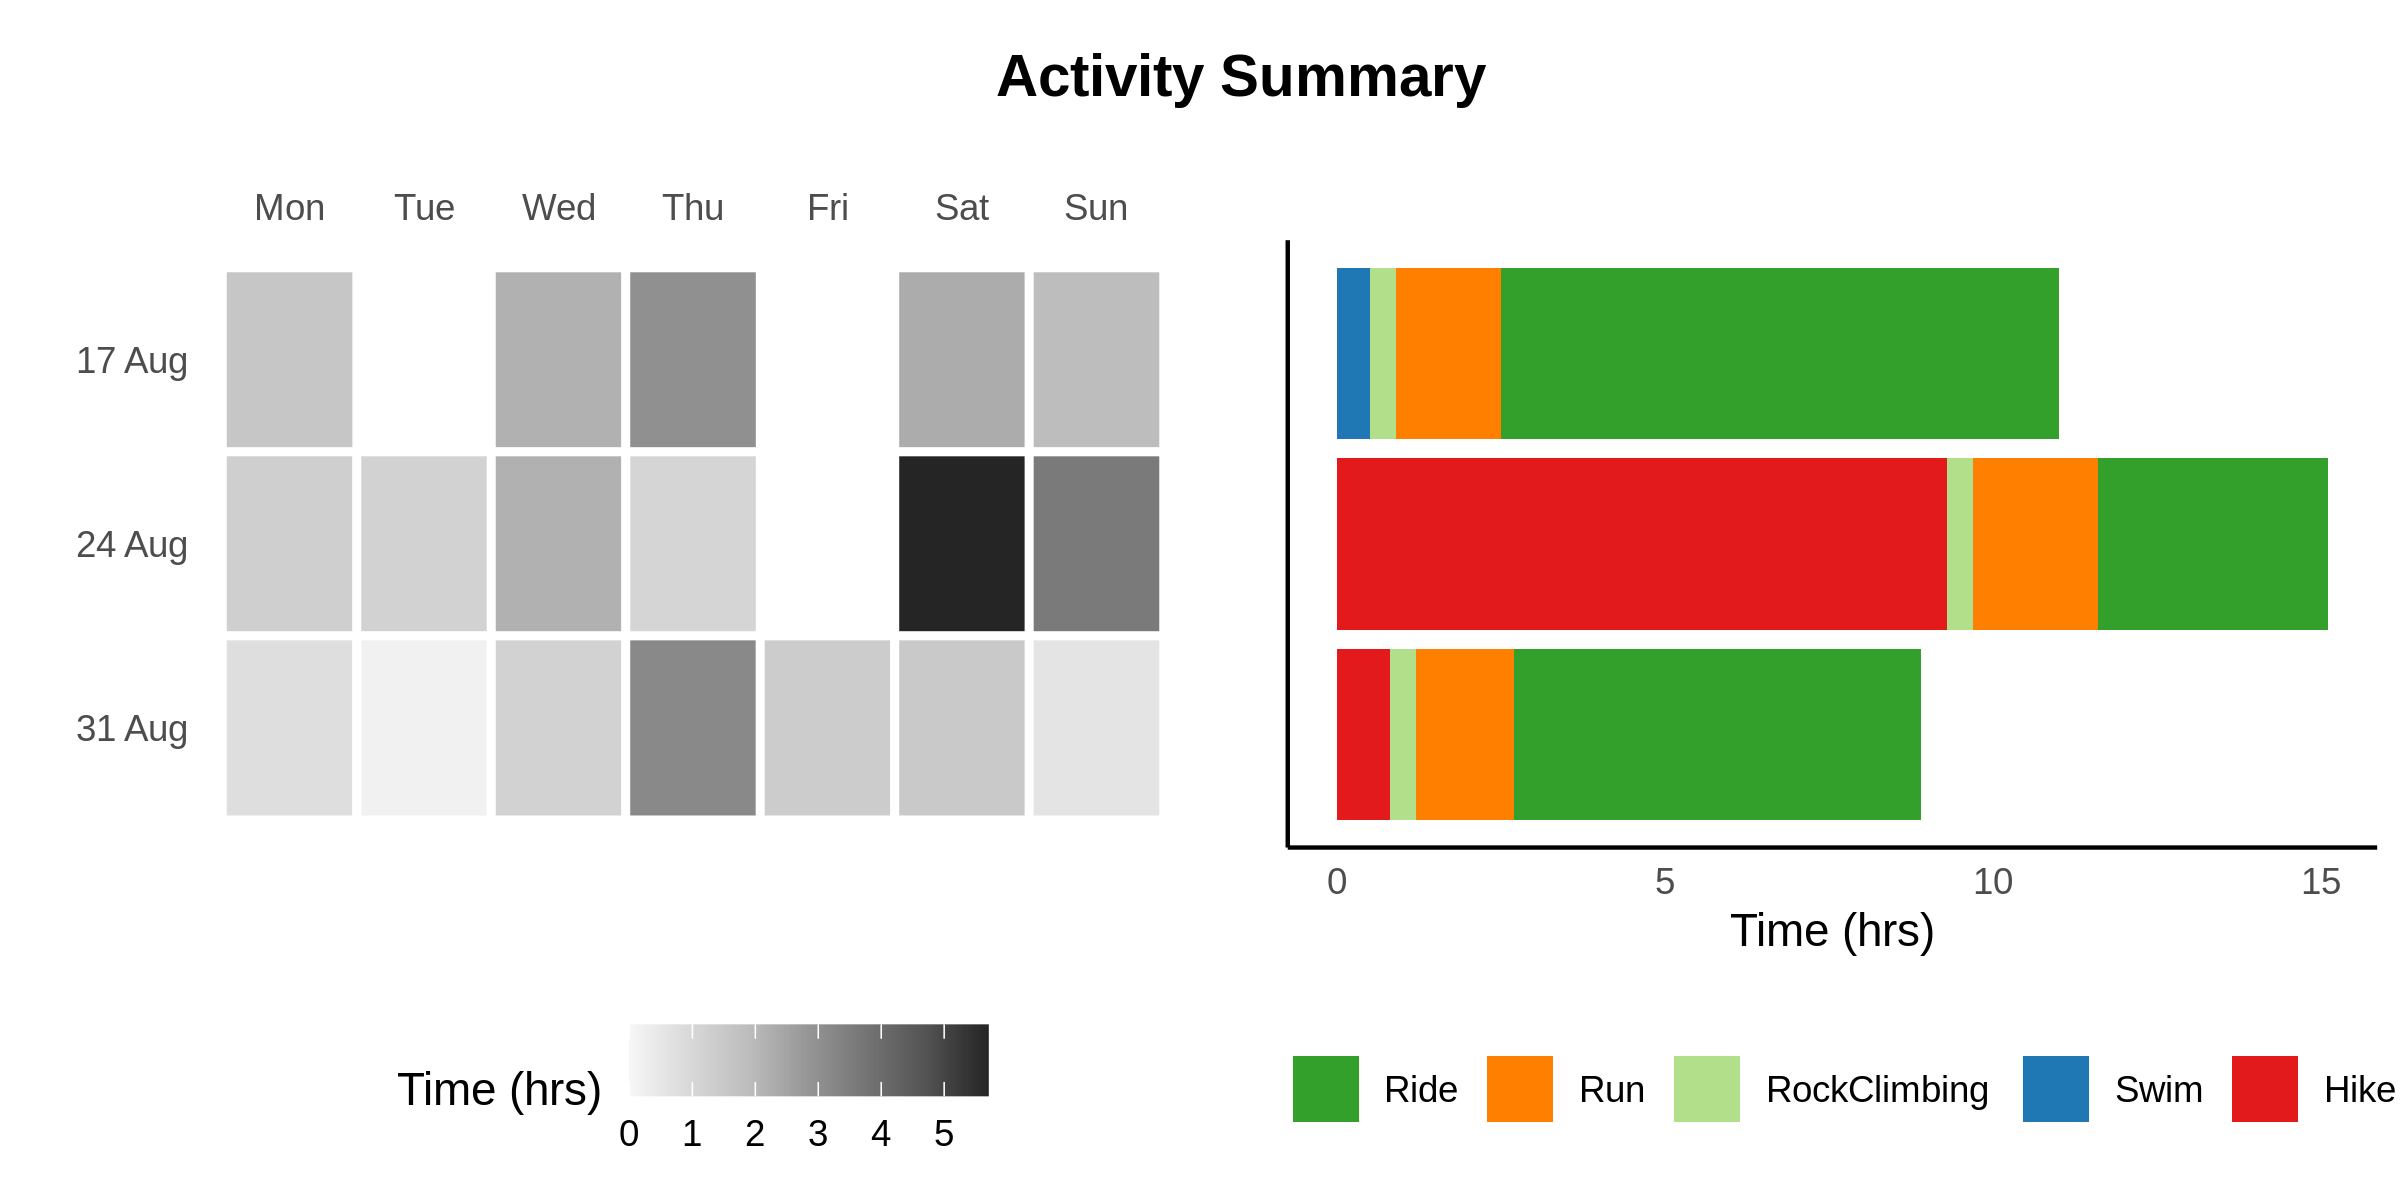 Activity Summary
Mon Tue Wed Thu Fri Sat Sun
17 Aug
24 Aug
31 Aug
Time (hrs)
0 1 2 3 4 5
0 5 10 15
Time (hrs)
Ride Run RockClimbing Swim Hike